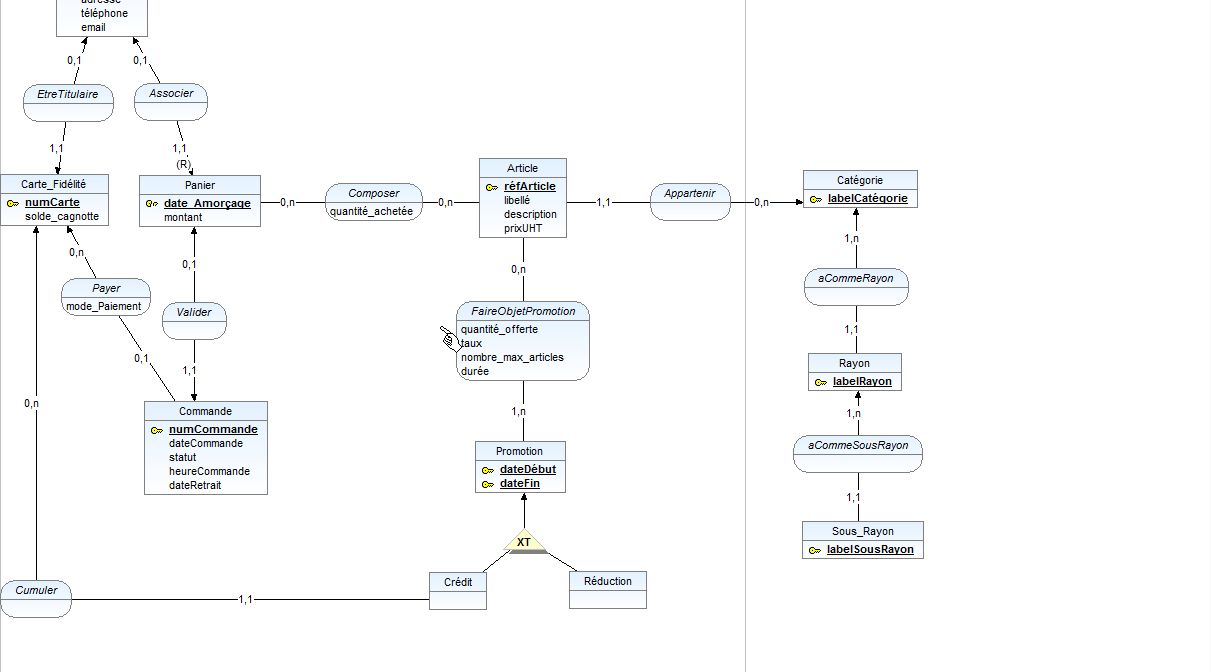 adresse
téléphone
email
0,1
0,1
EtreTitulaire
Associer
1,1
1,1
(R)
Carte_Fidélité
numCarte
solde_cagnotte
Panier
date_Amorçage
montant
0,n
Composer
quantité_achetée
0,n
Article
réfArticle
libellé
description
prixUHT
1,1
Appartenir
0,n
Catégorie
labelCatégorie
0,n
0,1
0,n
1,n
Payer
mode_Paiement
Valider
FaireObjetPromotion
quantité_offerte
taux
nombre_max_articles
durée
aCommeRayon
1,1
0,1
1,1
Rayon
labelRayon
0,n
1,n
1,n
Commande
numCommande
dateCommande
statut
heureCommande
dateRetrait
Promotion
dateDébut
dateFin
aCommeSousRayon
1,1
XT
Sous_Rayon
labelSousRayon
Crédit
Réduction
Cumuler
1,1